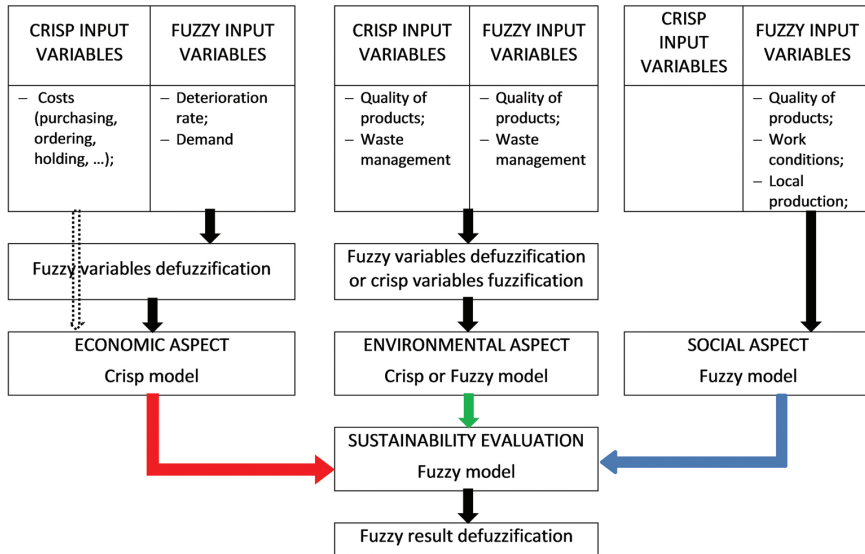 CRISP INPUT
VARIABLES
FUZZY INPUT
VARIABLES
– Costs
(purchasing,
ordering,
holding, ...);
– Deterioration
rate;
– Demand
CRISP INPUT
VARIABLES
FUZZY INPUT
VARIABLES
– Quality of
products;
– Waste
management
– Quality of
products;
– Waste
management
CRISP
INPUT
VARIABLES
FUZZY INPUT
VARIABLES
– Quality of
products;
– Work
conditions;
– Local
production;
Fuzzy variables defuzzification
Fuzzy variables defuzzification
or crisp variables fuzzification
ECONOMIC ASPECT
Crisp model
ENVIRONMENTAL ASPECT
Crisp or Fuzzy model
SOCIAL ASPECT
Fuzzy model
SUSTAINABILITY EVALUATION
Fuzzy model
Fuzzy result defuzzification